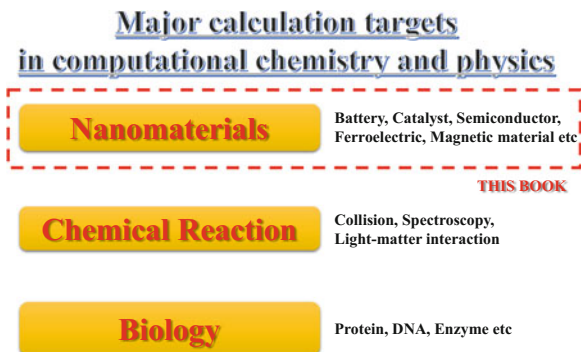 Major calculation targets
in computational chemistry and physics
Nanomaterials
Battery, Catalyst, Semiconductor,
Ferroelectric, Magnetic material etc
THIS BOOK
Chemical Reaction
Collision, Spectroscopy,
Light-matter interaction
Biology
Protein, DNA, Enzyme etc